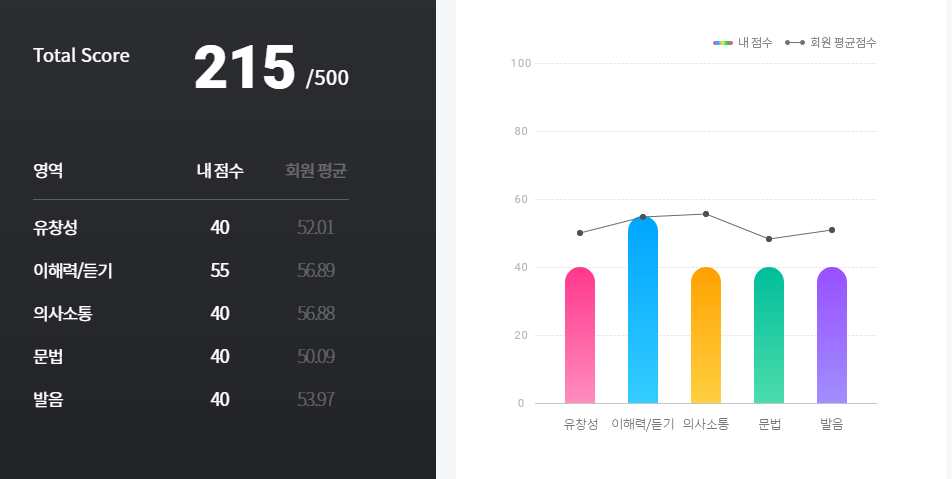 Total Score 215 /500
영역 내 점수 회원 평균
유창성 40 52.01
이해력/듣기 55 56.89
의사소통 40 56.88
문법 40 50.09
발음 40 53.97
내 점수 회원 평균점수
100
80
60
40
20
0
유창성 이해력/듣기 의사소통 문법 발음